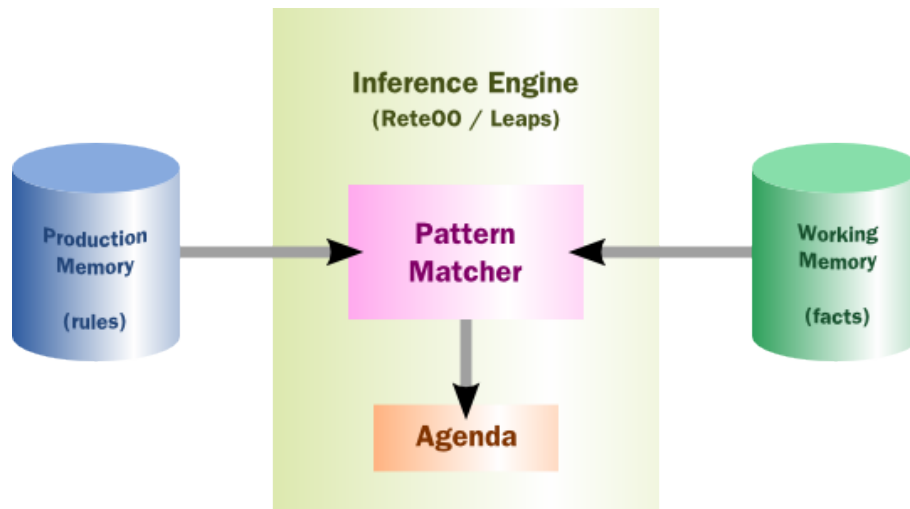 Inference Engine
(ReteOO / Leaps)
Production
Memory
(rules)
Pattern
Matcher
Working
Memory
(facts)
Agenda